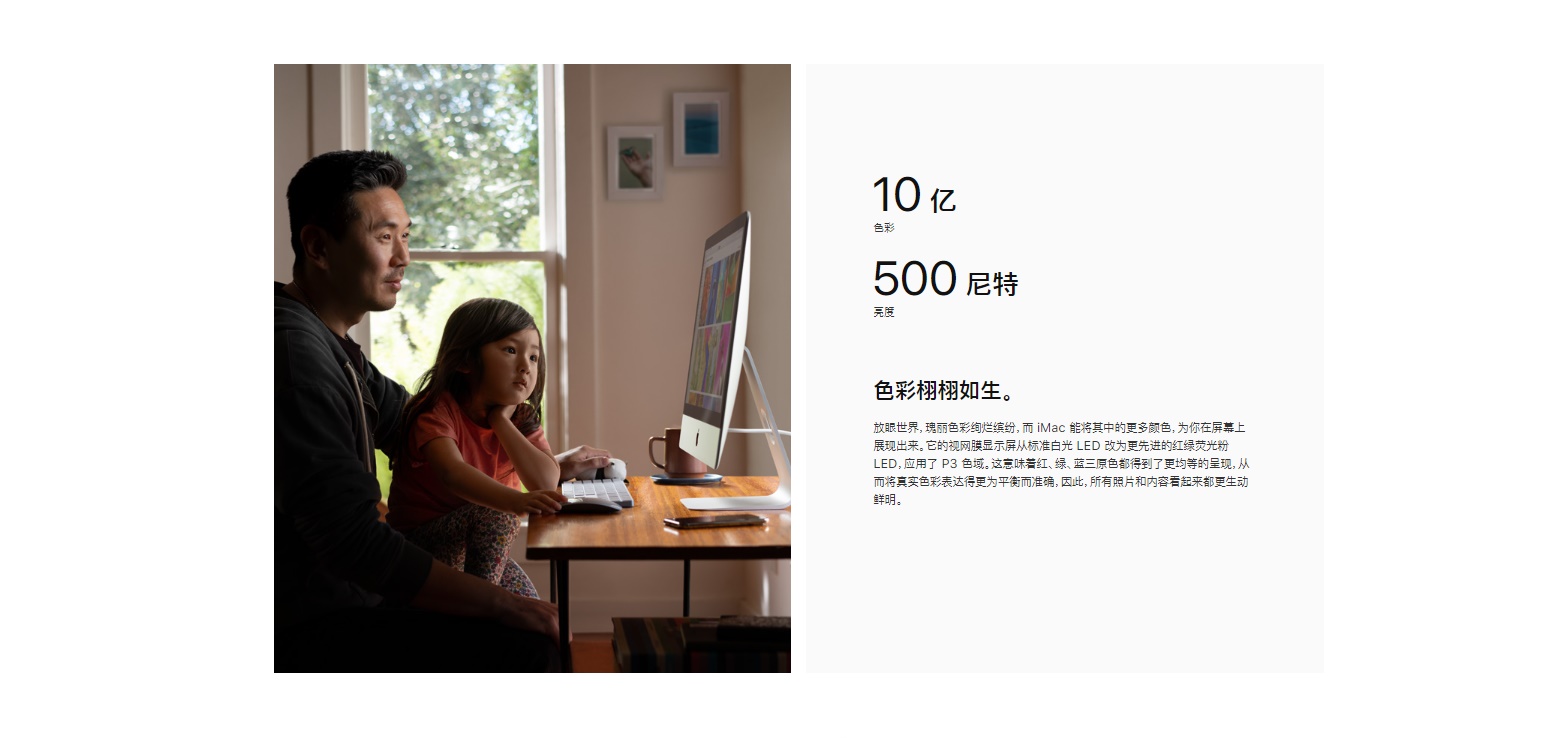 10 亿
色彩
500 尼特
亮度
色彩栩栩如生。
放眼世界，瑰丽色彩绚烂缤纷，而 iMac 能将其中的更多颜色，为你在屏幕上
展现出来。它的视网膜显示屏从标准白光 LED 改为更先进的红绿荧光粉
LED，应用了 P3 色域。这意味着红、绿、蓝三原色都得到了更均等的呈现，从
而将真实色彩表达得更为平衡而准确，因此，所有照片和内容看起来都更生动
鲜明。